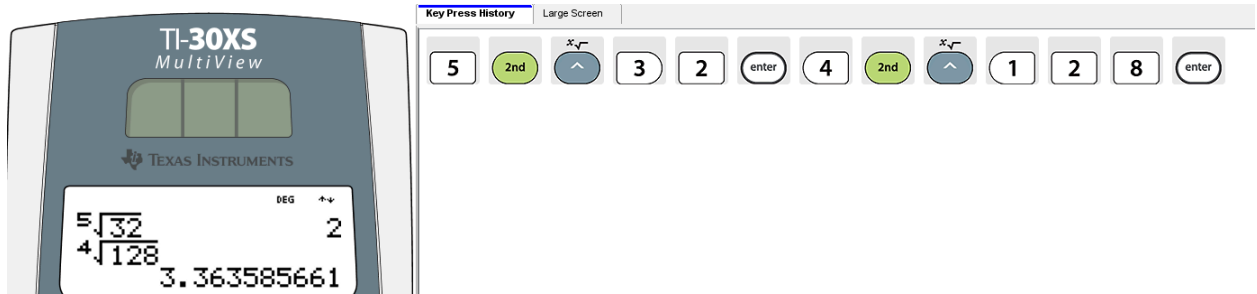 TI-30XS
MultiView
TEXAS INSTRUMENTS
DEG
5√32 2
4√128
3.363585661
Key Press History Large Screen
x√
x√
5 2nd ^ 3 2 enter 4 2nd ^ 1 2 8 enter